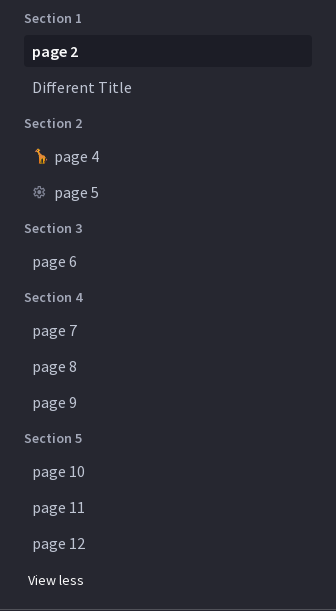 Section 1
page 2
Different Title
Section 2
page 4
page 5
Section 3
page 6
Section 4
page 7
page 8
page 9
Section 5
page 10
page 11
page 12
View less